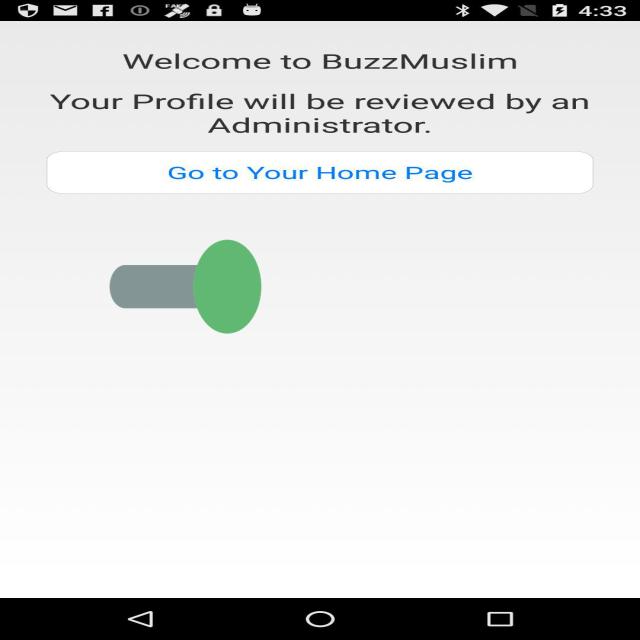 4:33
Welcome to BuzzMuslim
Your Profile will be reviewed by an
Administrator.
Go to Your Home Page